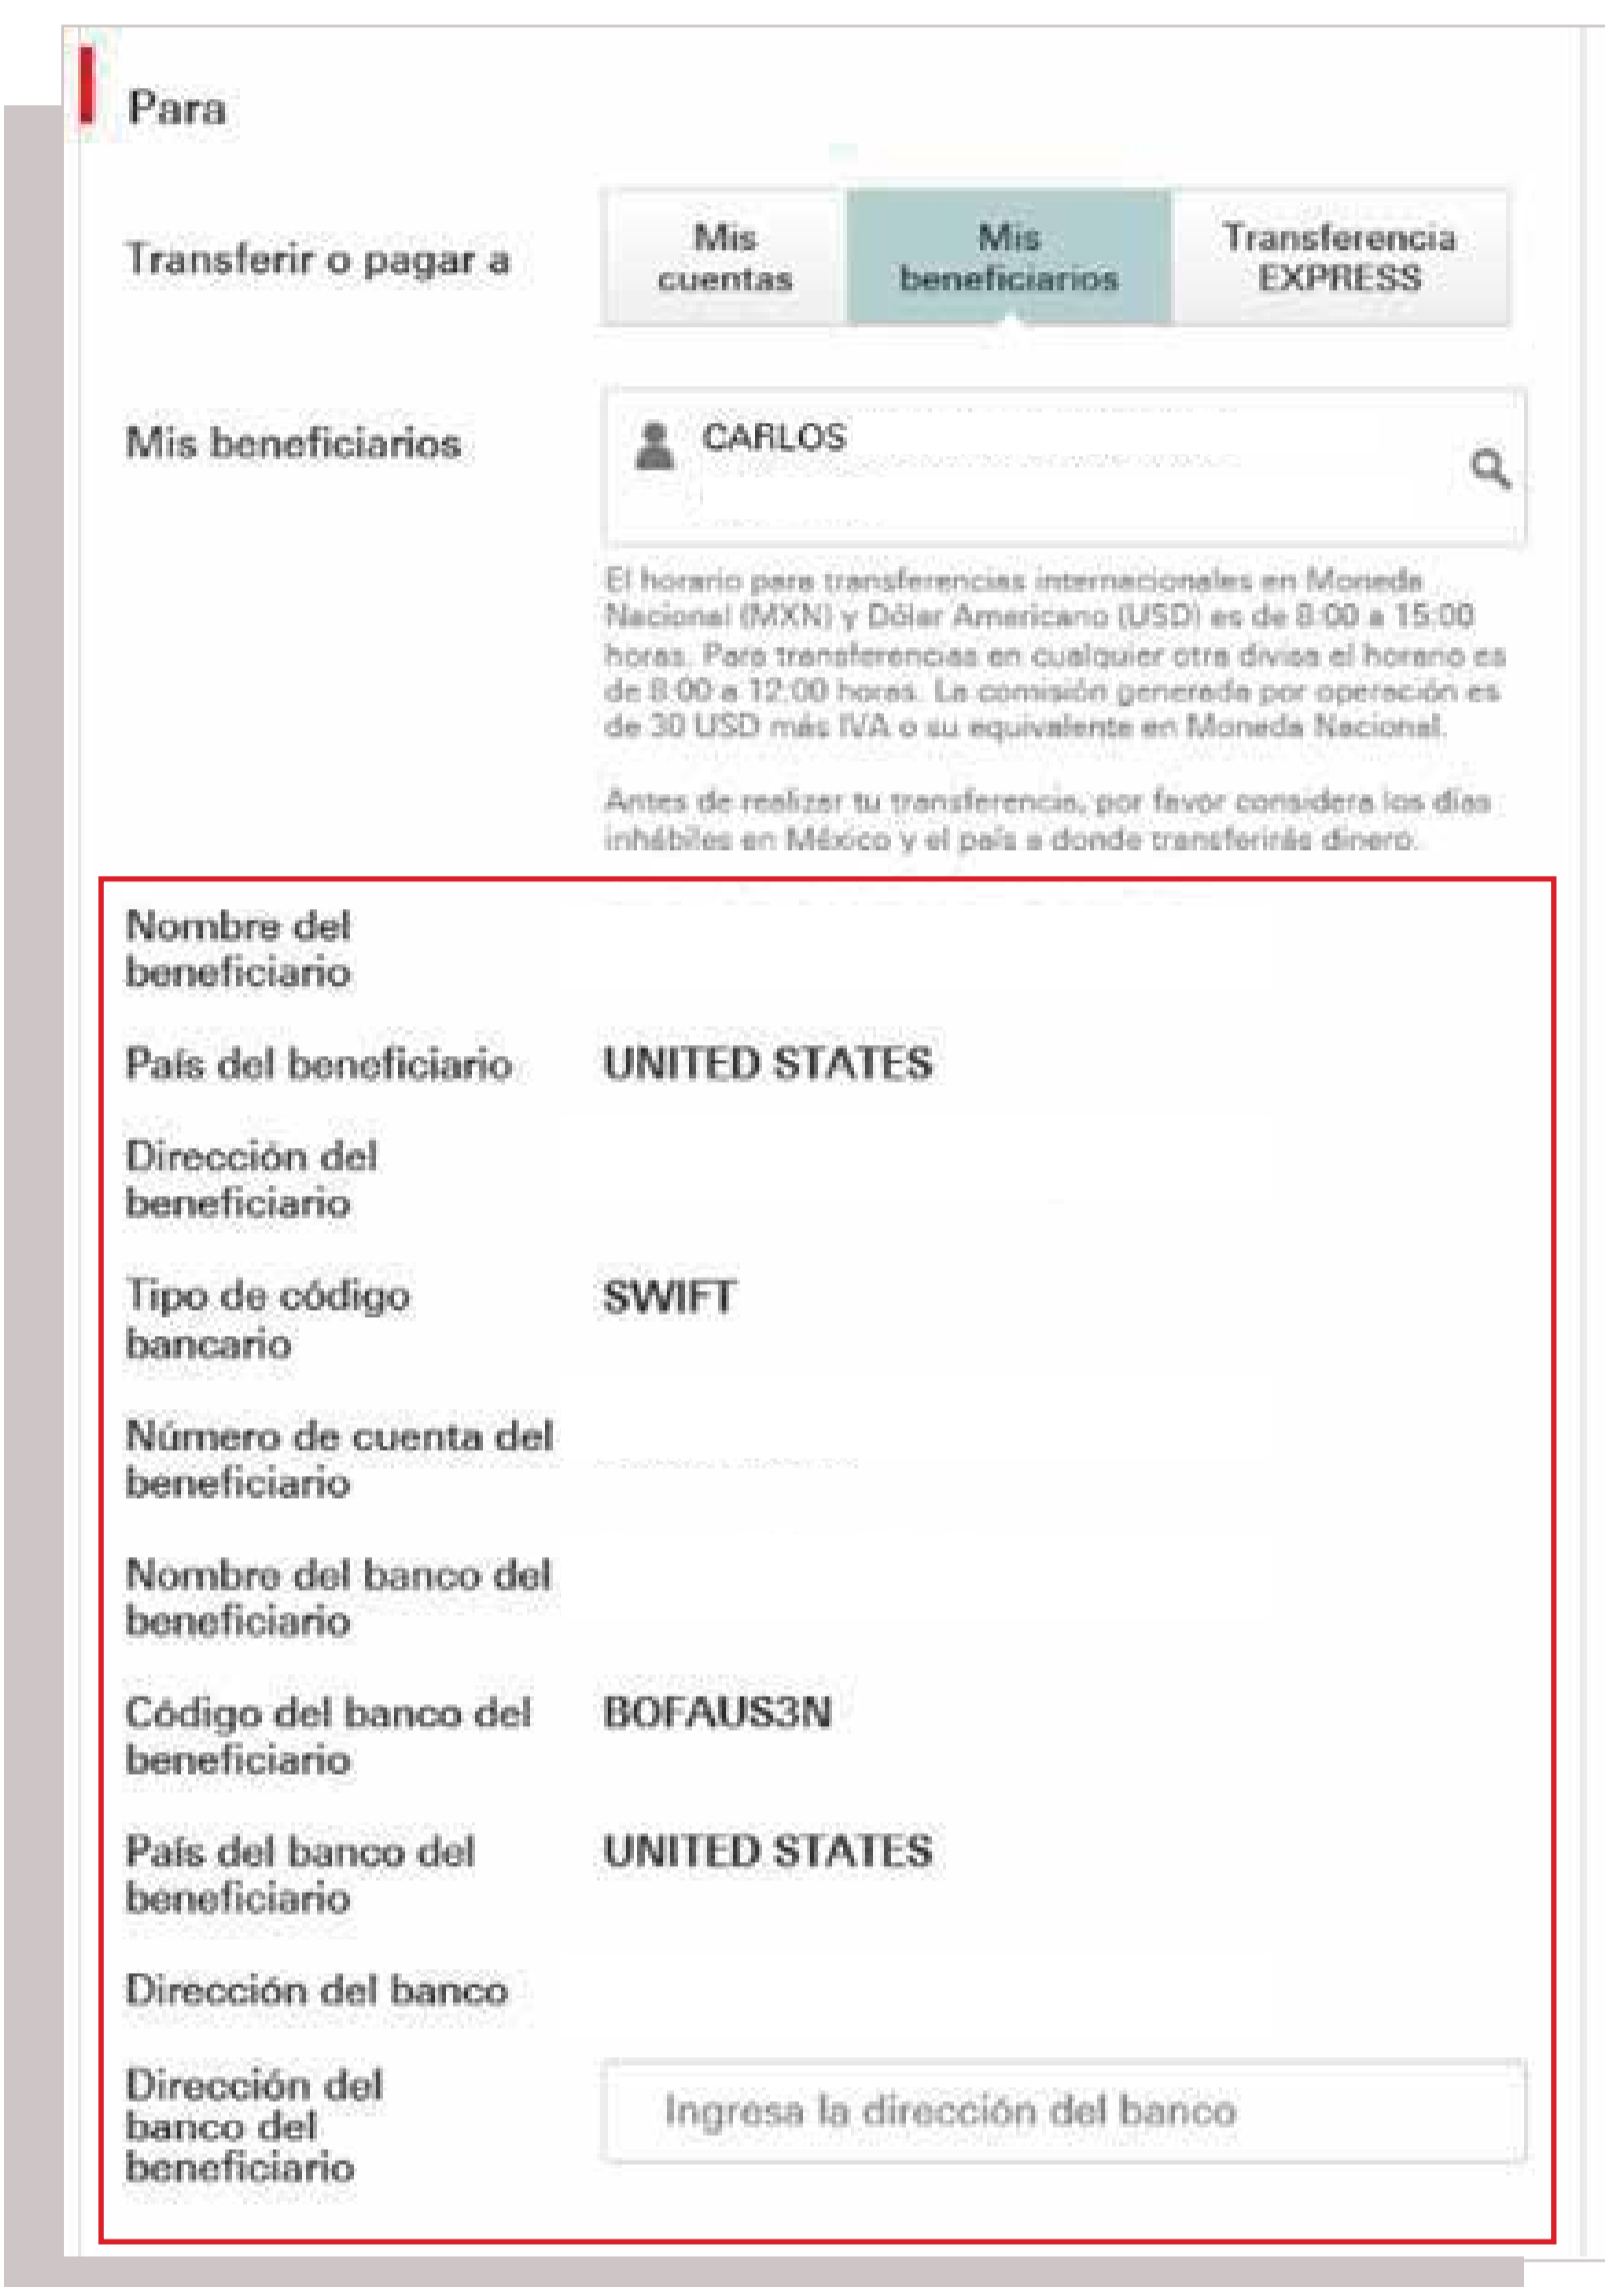 Para
Transferir o pagar a
Mis
cuentas
Mis
beneficiarios
Transferencia
EXPRESS
Mis beneficiarios
CARLOS
El horario para transferencias internacionales en Moneda
Nacional (MXN) y Dólar Americano (USD) es de 8:00 a 15:00
horas. Para transferencias en cualquier otra divisa el horario es
de 8:00 a 12:00 horas. La comisión generada por operación es
de 30 USD más IVA o su equivalente en Moneda Nacional.
Antes de realizar tu transferencia, por favor considera los días
inhábiles en México y el país a donde transferirás dinero.
Nombre del
beneficiario
País del beneficiario
UNITED STATES
Dirección del
beneficiario
Tipo de código
bancario
SWIFT
Número de cuenta del
beneficiario
Nombre del banco del
beneficiario
Código del banco del
beneficiario
BOFAUS3N
País del banco del
beneficiario
UNITED STATES
Dirección del banco
Dirección del
banco del
beneficiario
Ingresa la dirección del banco